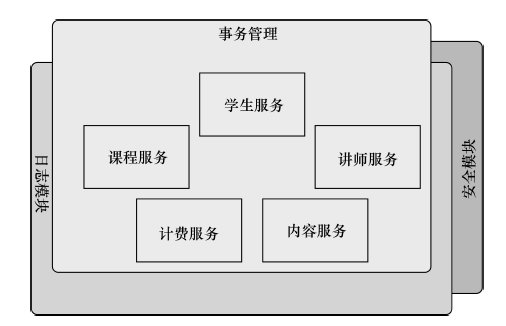 事务管理
学生服务
课程服务
讲师服务
计费服务
内容服务
日志模块
安全模块